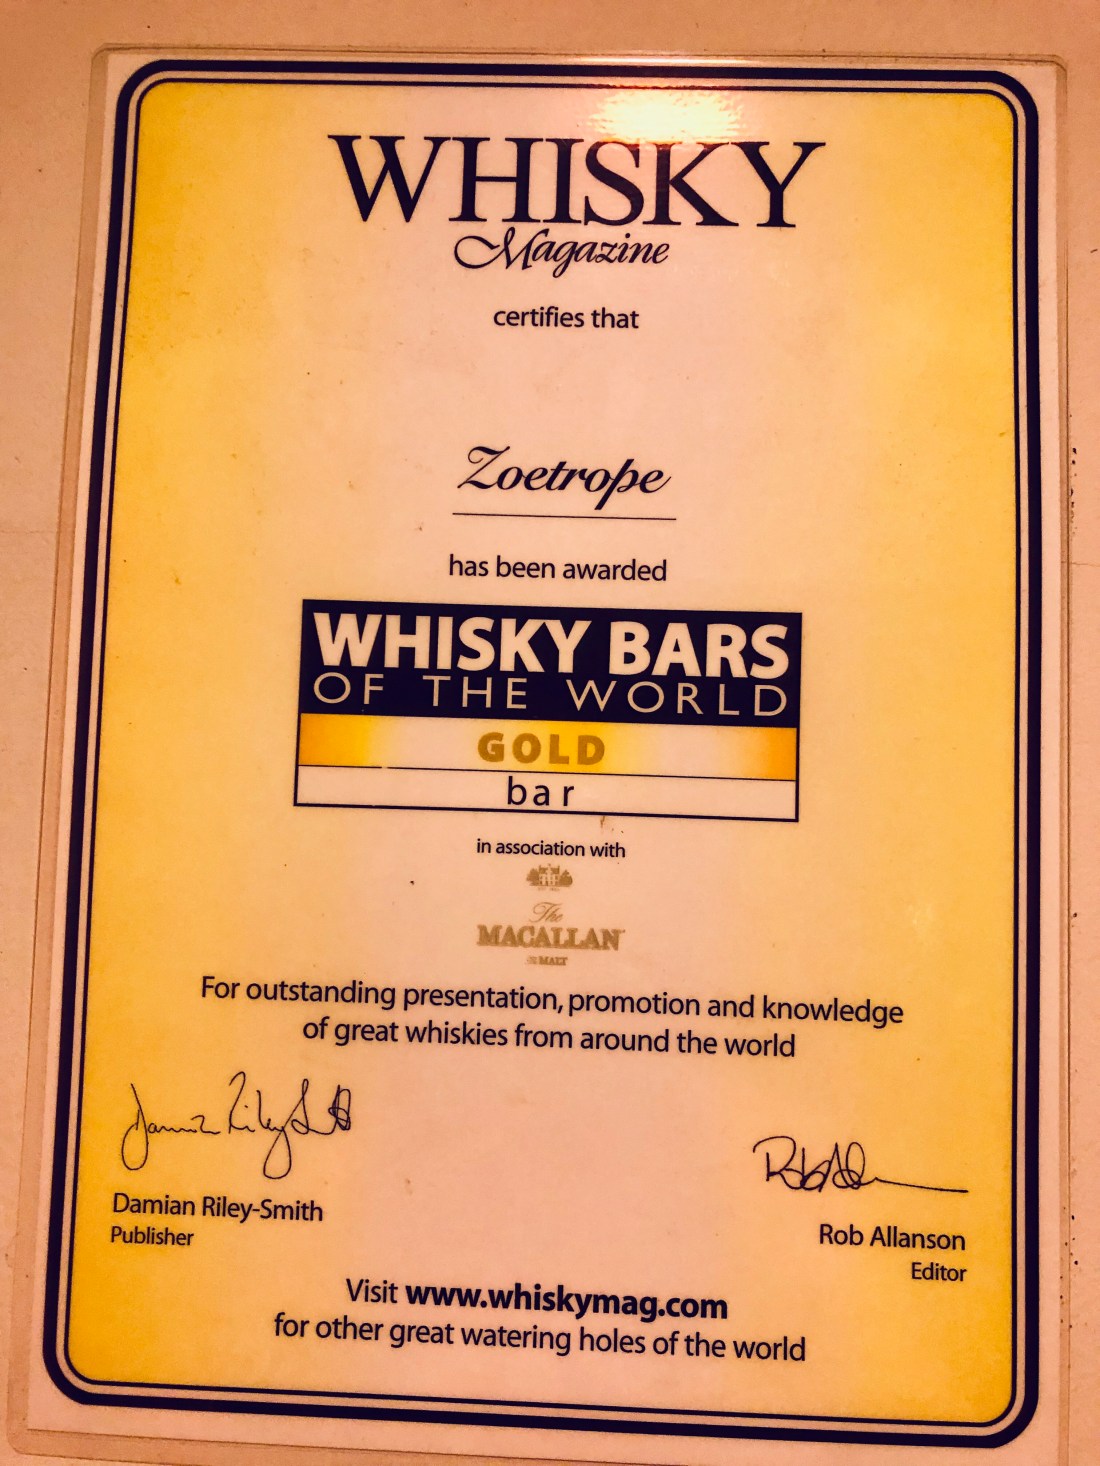 WHISKY
Magazine
certifies that
Zoetrope
has been awarded
WHISKY BARS
OF THE WORLD
GOLD
bar
in association with
The
MACALLAN
MALT
For outstanding presentation, promotion and knowledge
of great whiskies from around the world
Damian Riley-Smith
Publisher
Rob Allanson
Editor
Visit www.whiskymag.com
for other great watering holes of the world